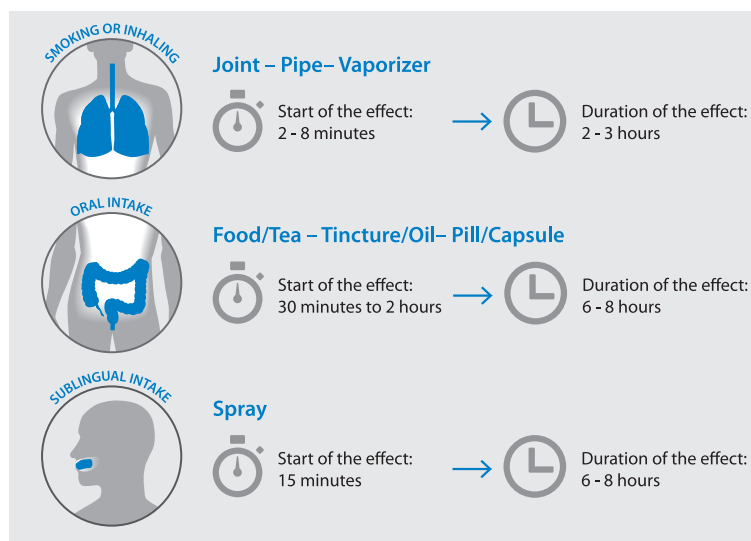 SMOKING OR INHALING
Joint – Pipe– Vaporizer
Start of the effect:
2 - 8 minutes
Duration of the effect:
2 - 3 hours
ORAL INTAKE
Food/Tea – Tincture/Oil– Pill/Capsule
Start of the effect:
30 minutes to 2 hours
Duration of the effect:
6 - 8 hours
SUBLINGUAL INTAKE
Spray
Start of the effect:
15 minutes
Duration of the effect:
6 - 8 hours